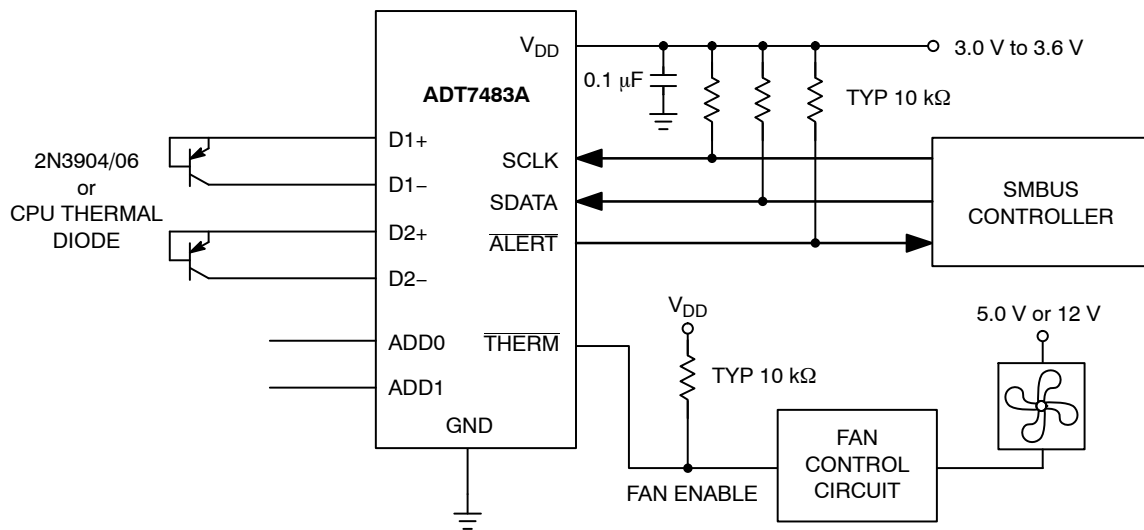 V_DD
3.0 V to 3.6 V
0.1 μF
ADT7483A
TYP 10 kΩ
D1+
SCLK
2N3904/06
or
CPU THERMAL
DIODE
D1−
SDATA
SMBUS
CONTROLLER
D2+
ALERT
D2−
V_DD
5.0 V or 12 V
ADD0
THERM
TYP 10 kΩ
ADD1
GND
FAN
CONTROL
CIRCUIT
FAN ENABLE